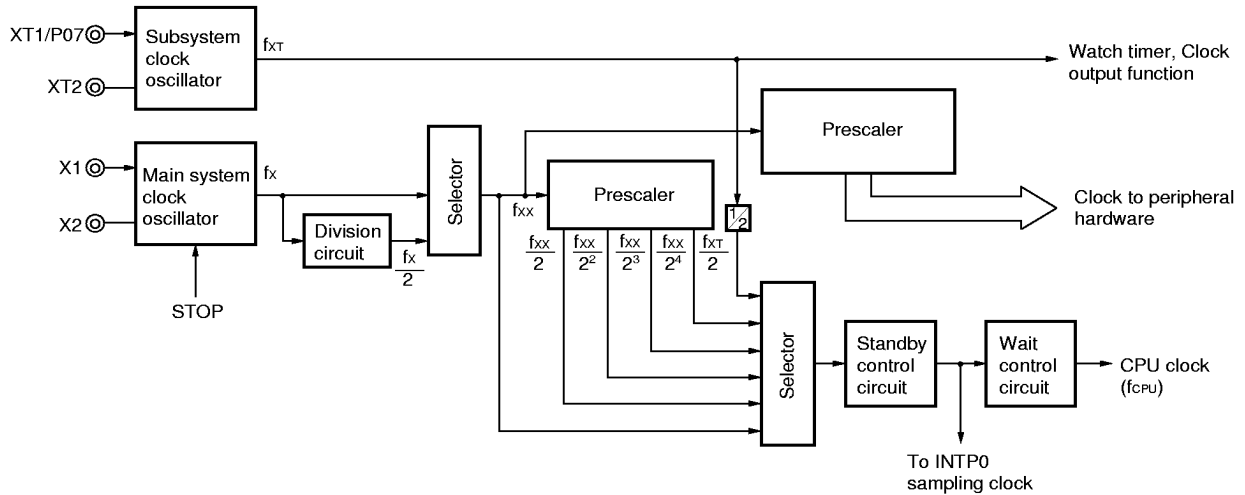 XT1/P07
XT2
Subsystem
clock
oscillator
fXT
Watch timer, Clock
output function
X1
X2
Main system
clock
oscillator
fX
STOP
Division
circuit
fX/2
Selector
fXX
Prescaler
Prescaler
Clock to peripheral
hardware
1/2
fXX/2
fXX/2²
fXX/2³
fXX/2⁴
fXT/2
Selector
Standby
control
circuit
Wait
control
circuit
CPU clock
(fCPU)
To INTP0
sampling clock